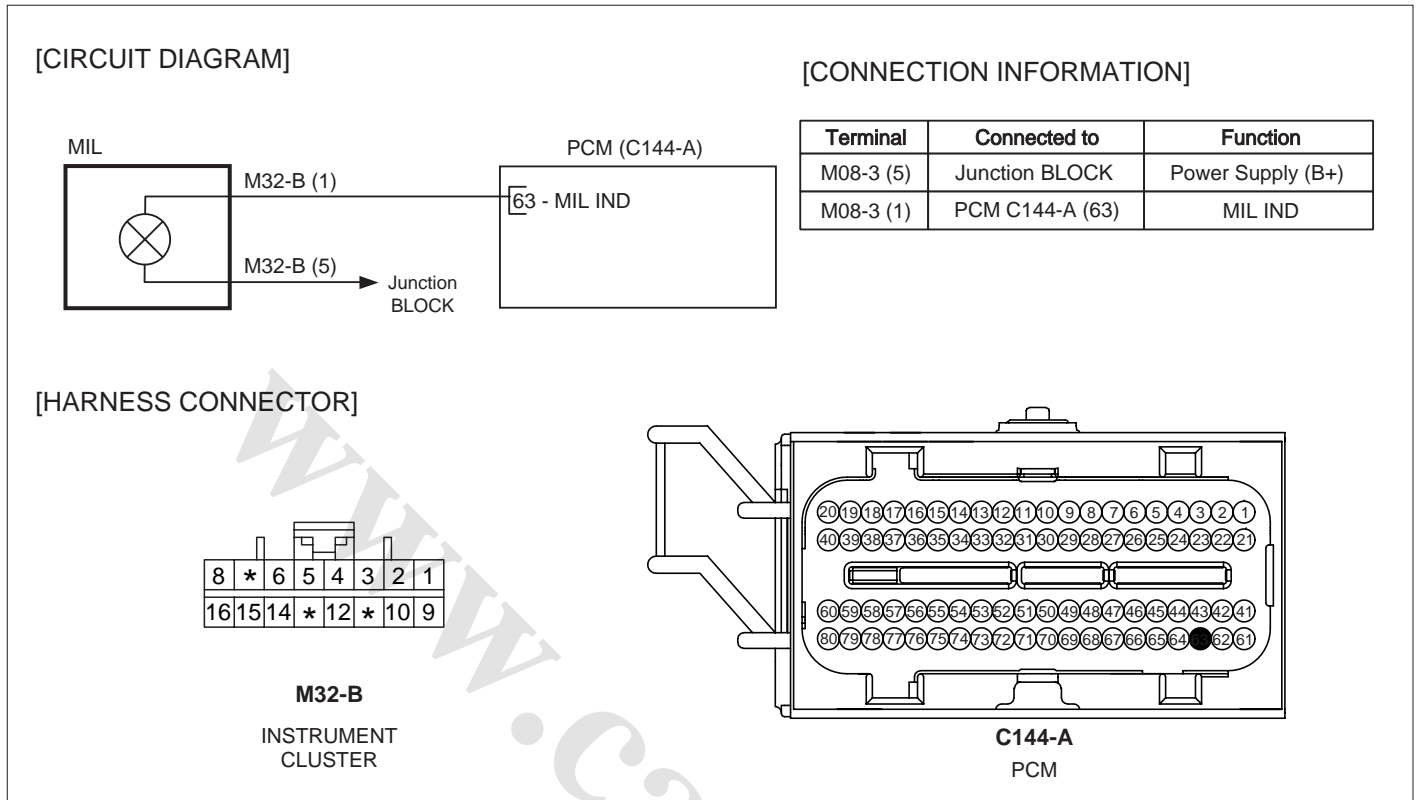 [CIRCUIT DIAGRAM]
MIL
M32-B (1)
M32-B (5)
Junction
BLOCK
PCM (C144-A)
63 - MIL IND
[CONNECTION INFORMATION]
Terminal Connected to Function
M08-3 (5) Junction BLOCK Power Supply (B+)
M08-3 (1) PCM C144-A (63) MIL IND
[HARNESS CONNECTOR]
8 * 6 5 4 3 2 1
16 15 14 * 12 * 10 9
M32-B
INSTRUMENT
CLUSTER
20 19 18 17 16 15 14 13 12 11 10 9 8 7 6 5 4 3 2 1
40 39 38 37 36 35 34 33 32 31 30 29 28 27 26 25 24 23 22 21
60 59 58 57 56 55 54 53 52 51 50 49 48 47 46 45 44 43 42 41
80 79 78 77 76 75 74 73 72 71 70 69 68 67 66 65 64 63 62 61
C144-A
PCM
www.ca